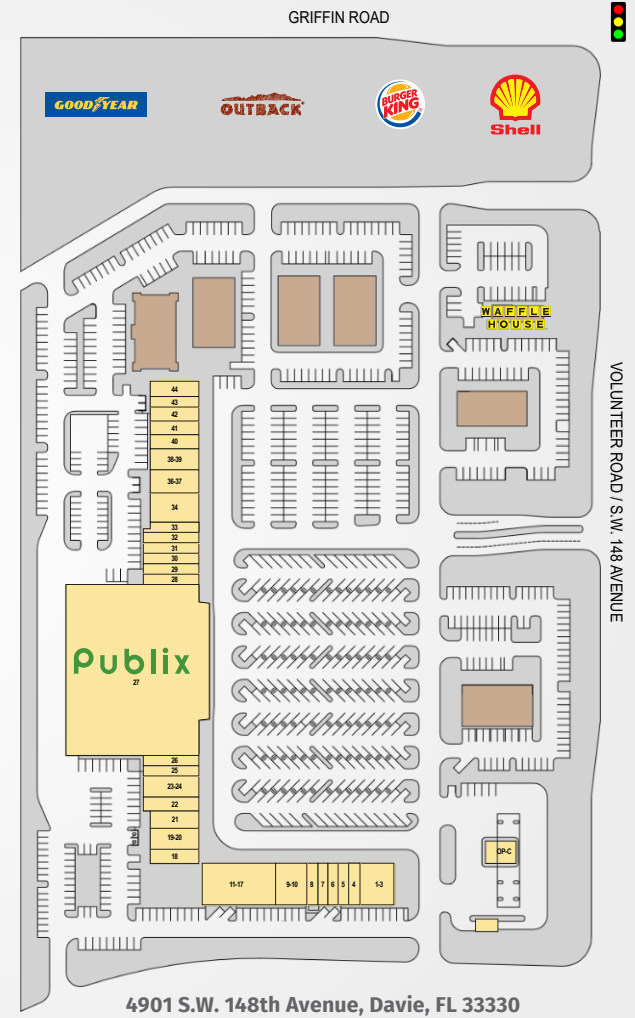 GRIFFIN ROAD
GOODYEAR
OUTBACK
BURGER
KING
Shell
WAFFLE
HOUSE
VOLUNTEER ROAD / S.W. 148 AVENUE
44
43
42
41
40
38-39
36-37
34
33
32
31
30
29
28
Publix
27
26
25
23-24
22
21
19-20
18
OP-C
11-17
9-10
8
7
6
5
4
1-3
4901 S.W. 148th Avenue, Davie, FL 33330